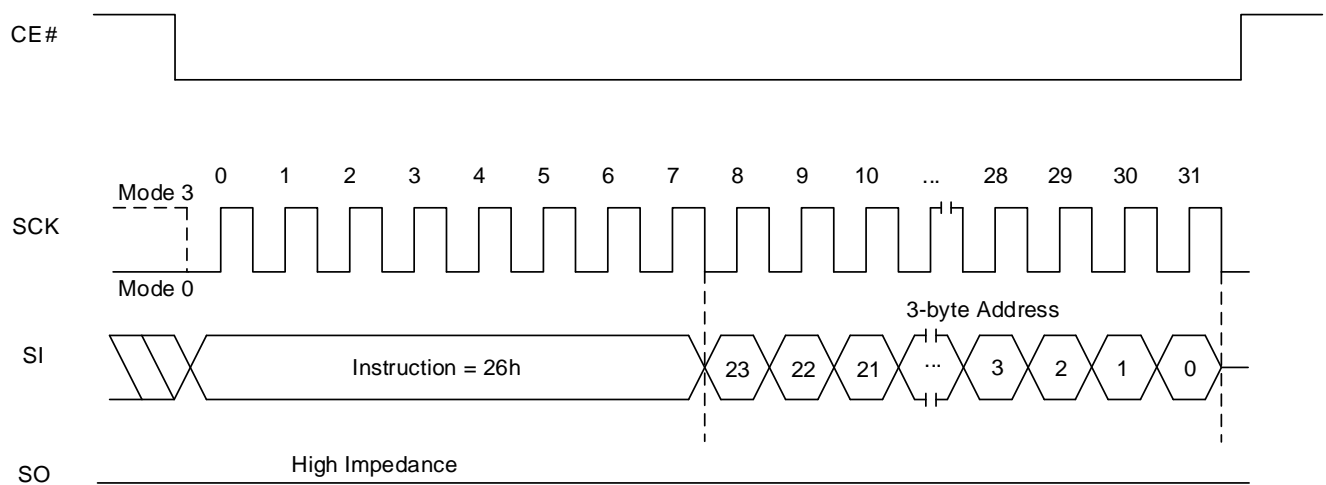 CE#
0 1 2 3 4 5 6 7 8 9 10 ... 28 29 30 31
Mode 3
SCK
Mode 0
3-byte Address
SI
Instruction = 26h
23 22 21 ... 3 2 1 0
High Impedance
SO